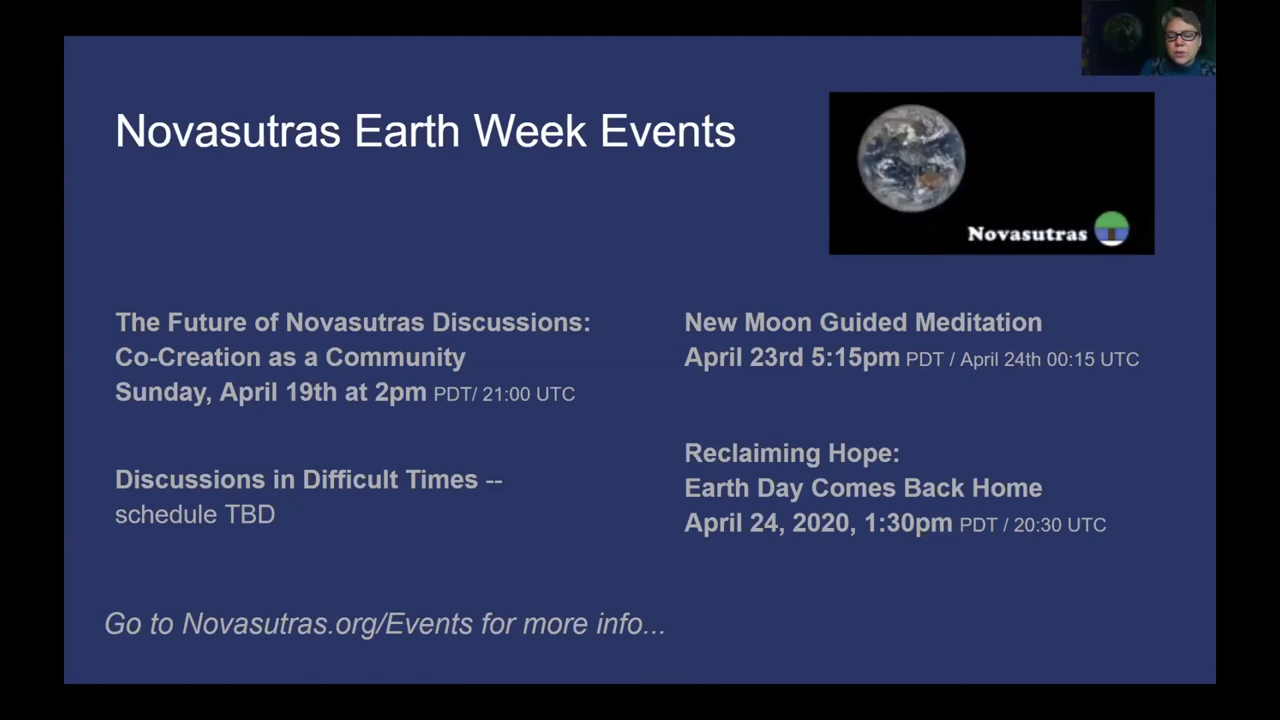 Novasutras Earth Week Events
Novasutras
The Future of Novasutras Discussions:
Co-Creation as a Community
Sunday, April 19th at 2pm PDT/ 21:00 UTC
Discussions in Difficult Times --
schedule TBD
New Moon Guided Meditation
April 23rd 5:15pm PDT / April 24th 00:15 UTC
Reclaiming Hope:
Earth Day Comes Back Home
April 24, 2020, 1:30pm PDT / 20:30 UTC
Go to Novasutras.org/Events for more info...